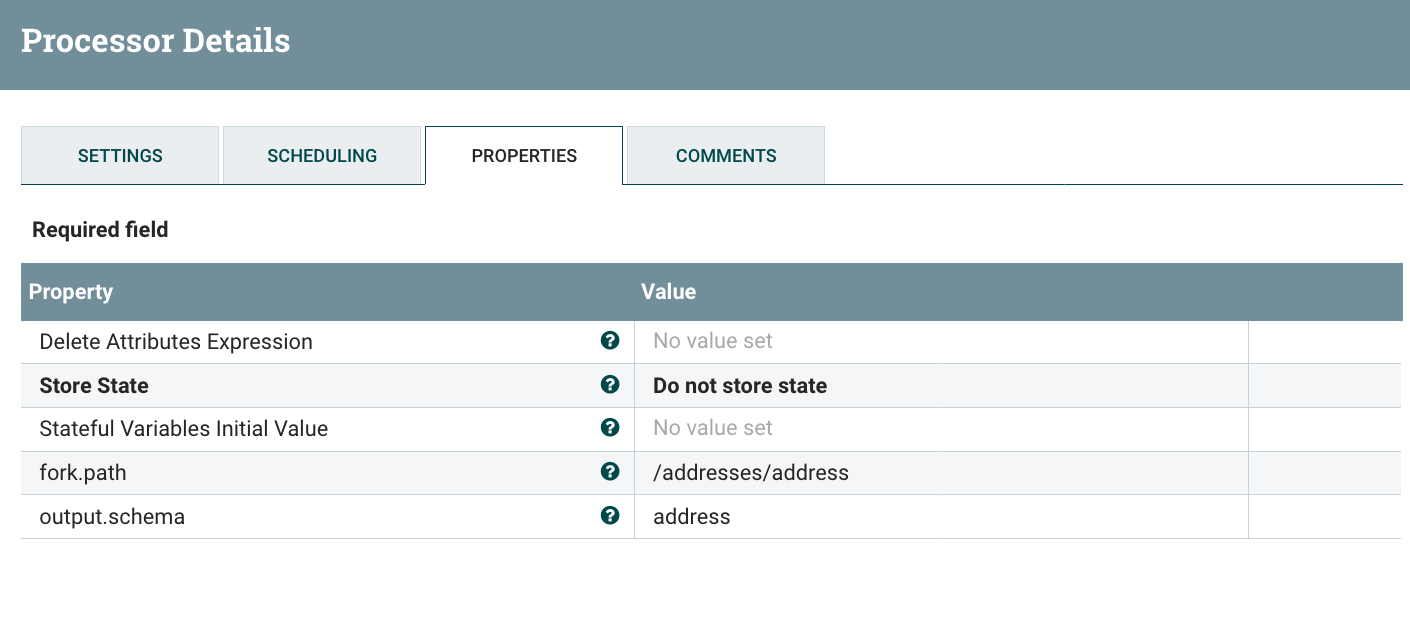 Processor Details
SETTINGS SCHEDULING PROPERTIES COMMENTS
Required field
Property Value
Delete Attributes Expression ? No value set
Store State ? Do not store state
Stateful Variables Initial Value ? No value set
fork.path ? /addresses/address
output.schema ? address